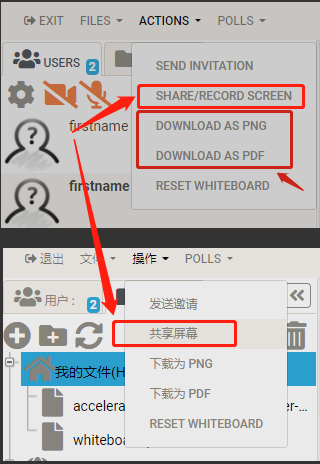 EXIT FILES ACTIONS POLLS
USERS 2
SEND INVITATION
SHARE/RECORD SCREEN
firstname
DOWNLOAD AS PNG
DOWNLOAD AS PDF
firstname
RESET WHITEBOARD
退出 文件 操作 POLLS
用户： 2
发送邀请
共享屏幕
我的文件(H
下载为 PNG
accelera
er-
下载为 PDF
whiteboa
RESET WHITEBOARD